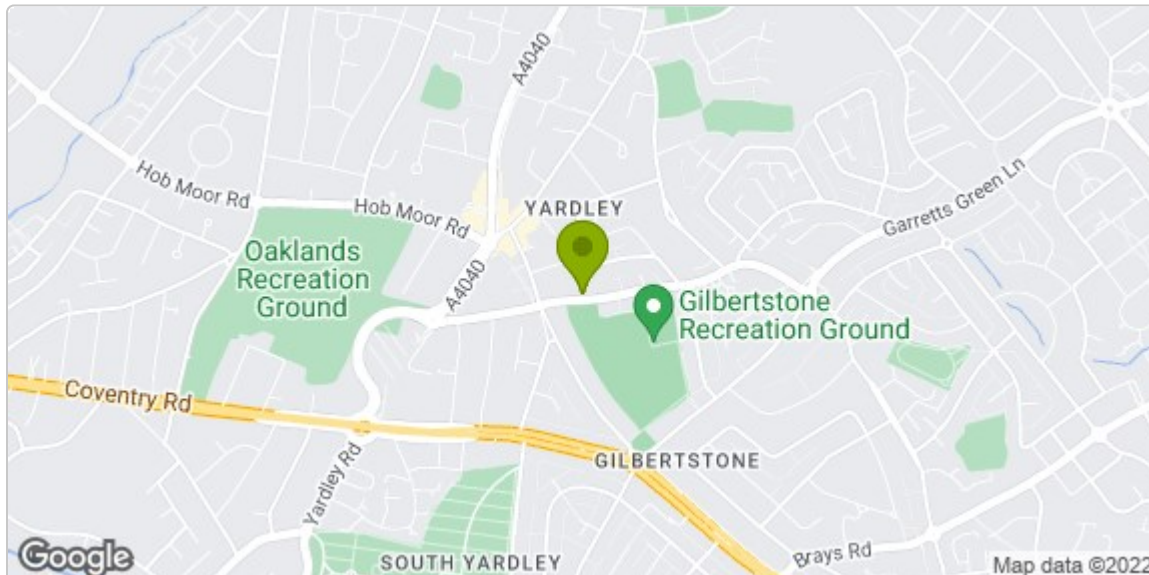 A4040
Hob Moor Rd
Hob Moor Rd
YARDLEY
Garretts Green Ln
Oaklands
Recreation
Ground
A4040
Gilbertstone
Recreation Ground
Coventry Rd
Yardley Rd
GILBERTSTONE
SOUTH YARDLEY
Brays Rd
Google
Map data ©2022